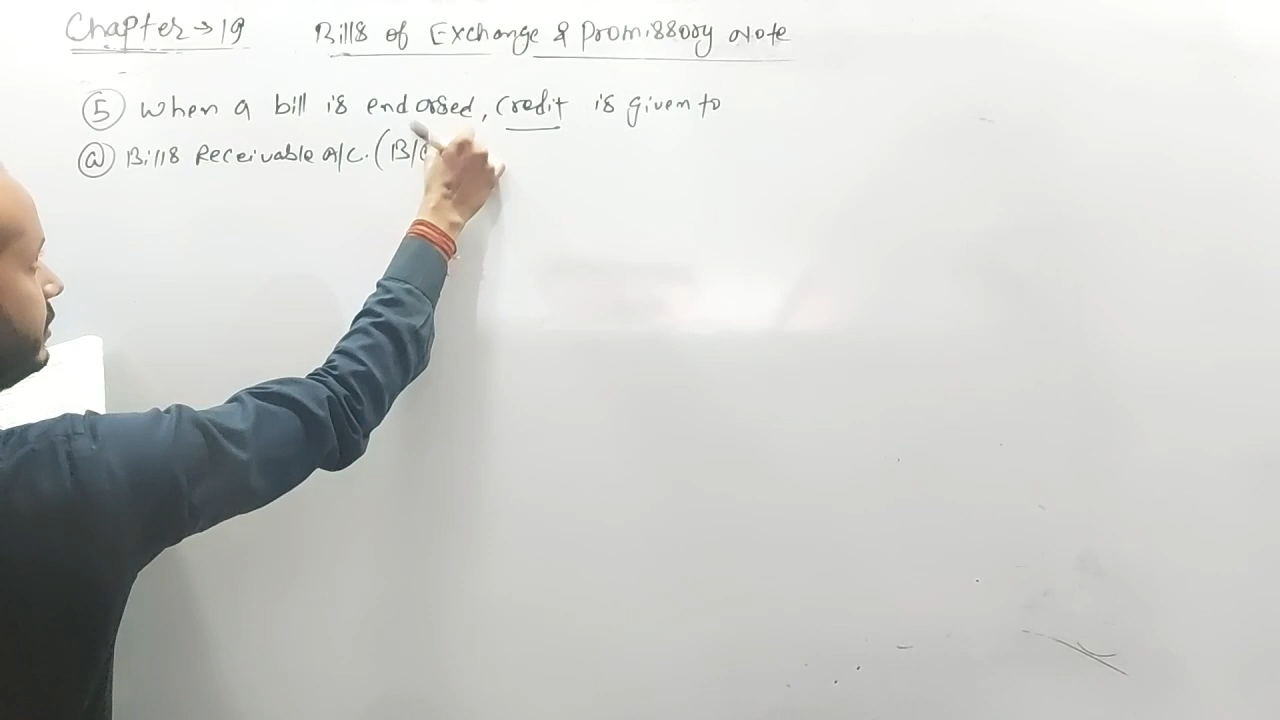 Chapter → 19 Bills of Exchange & Promissory Note
(5) When a bill is endorsed, Credit is given to
(a) Bills Receivable A/c. (B/